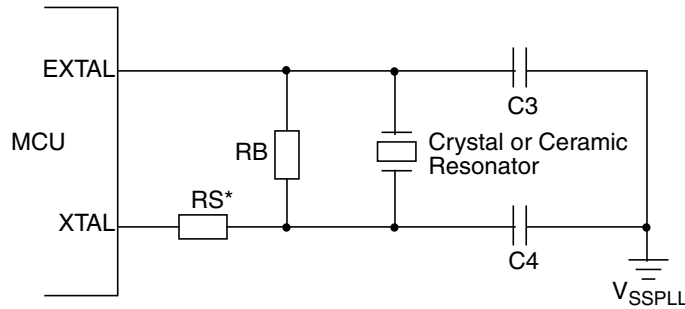 EXTAL
C3
MCU
RB
Crystal or Ceramic
Resonator
RS*
XTAL
C4
VSSPLL